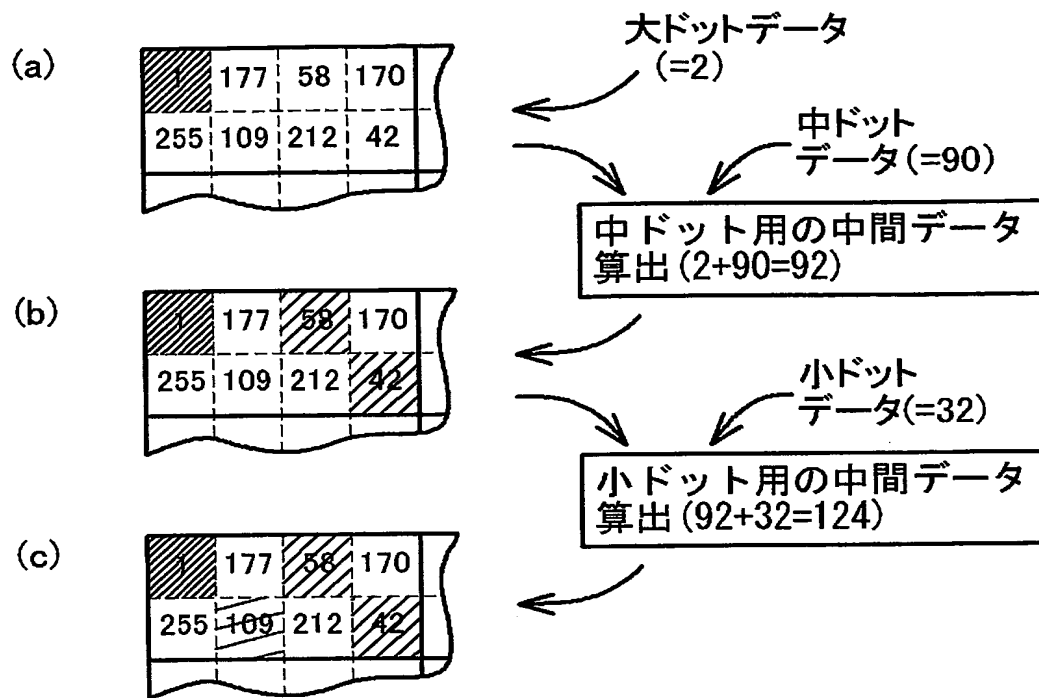 (a)
1 177 58 170
255 109 212 42
大ドットデータ
(=2)
中ドット
データ(=90)
中ドット用の中間データ
算出(2+90=92)
(b)
1 177 58 170
255 109 212 42
小ドット
データ(=32)
小ドット用の中間データ
算出(92+32=124)
(c)
1 177 58 170
255 109 212 42